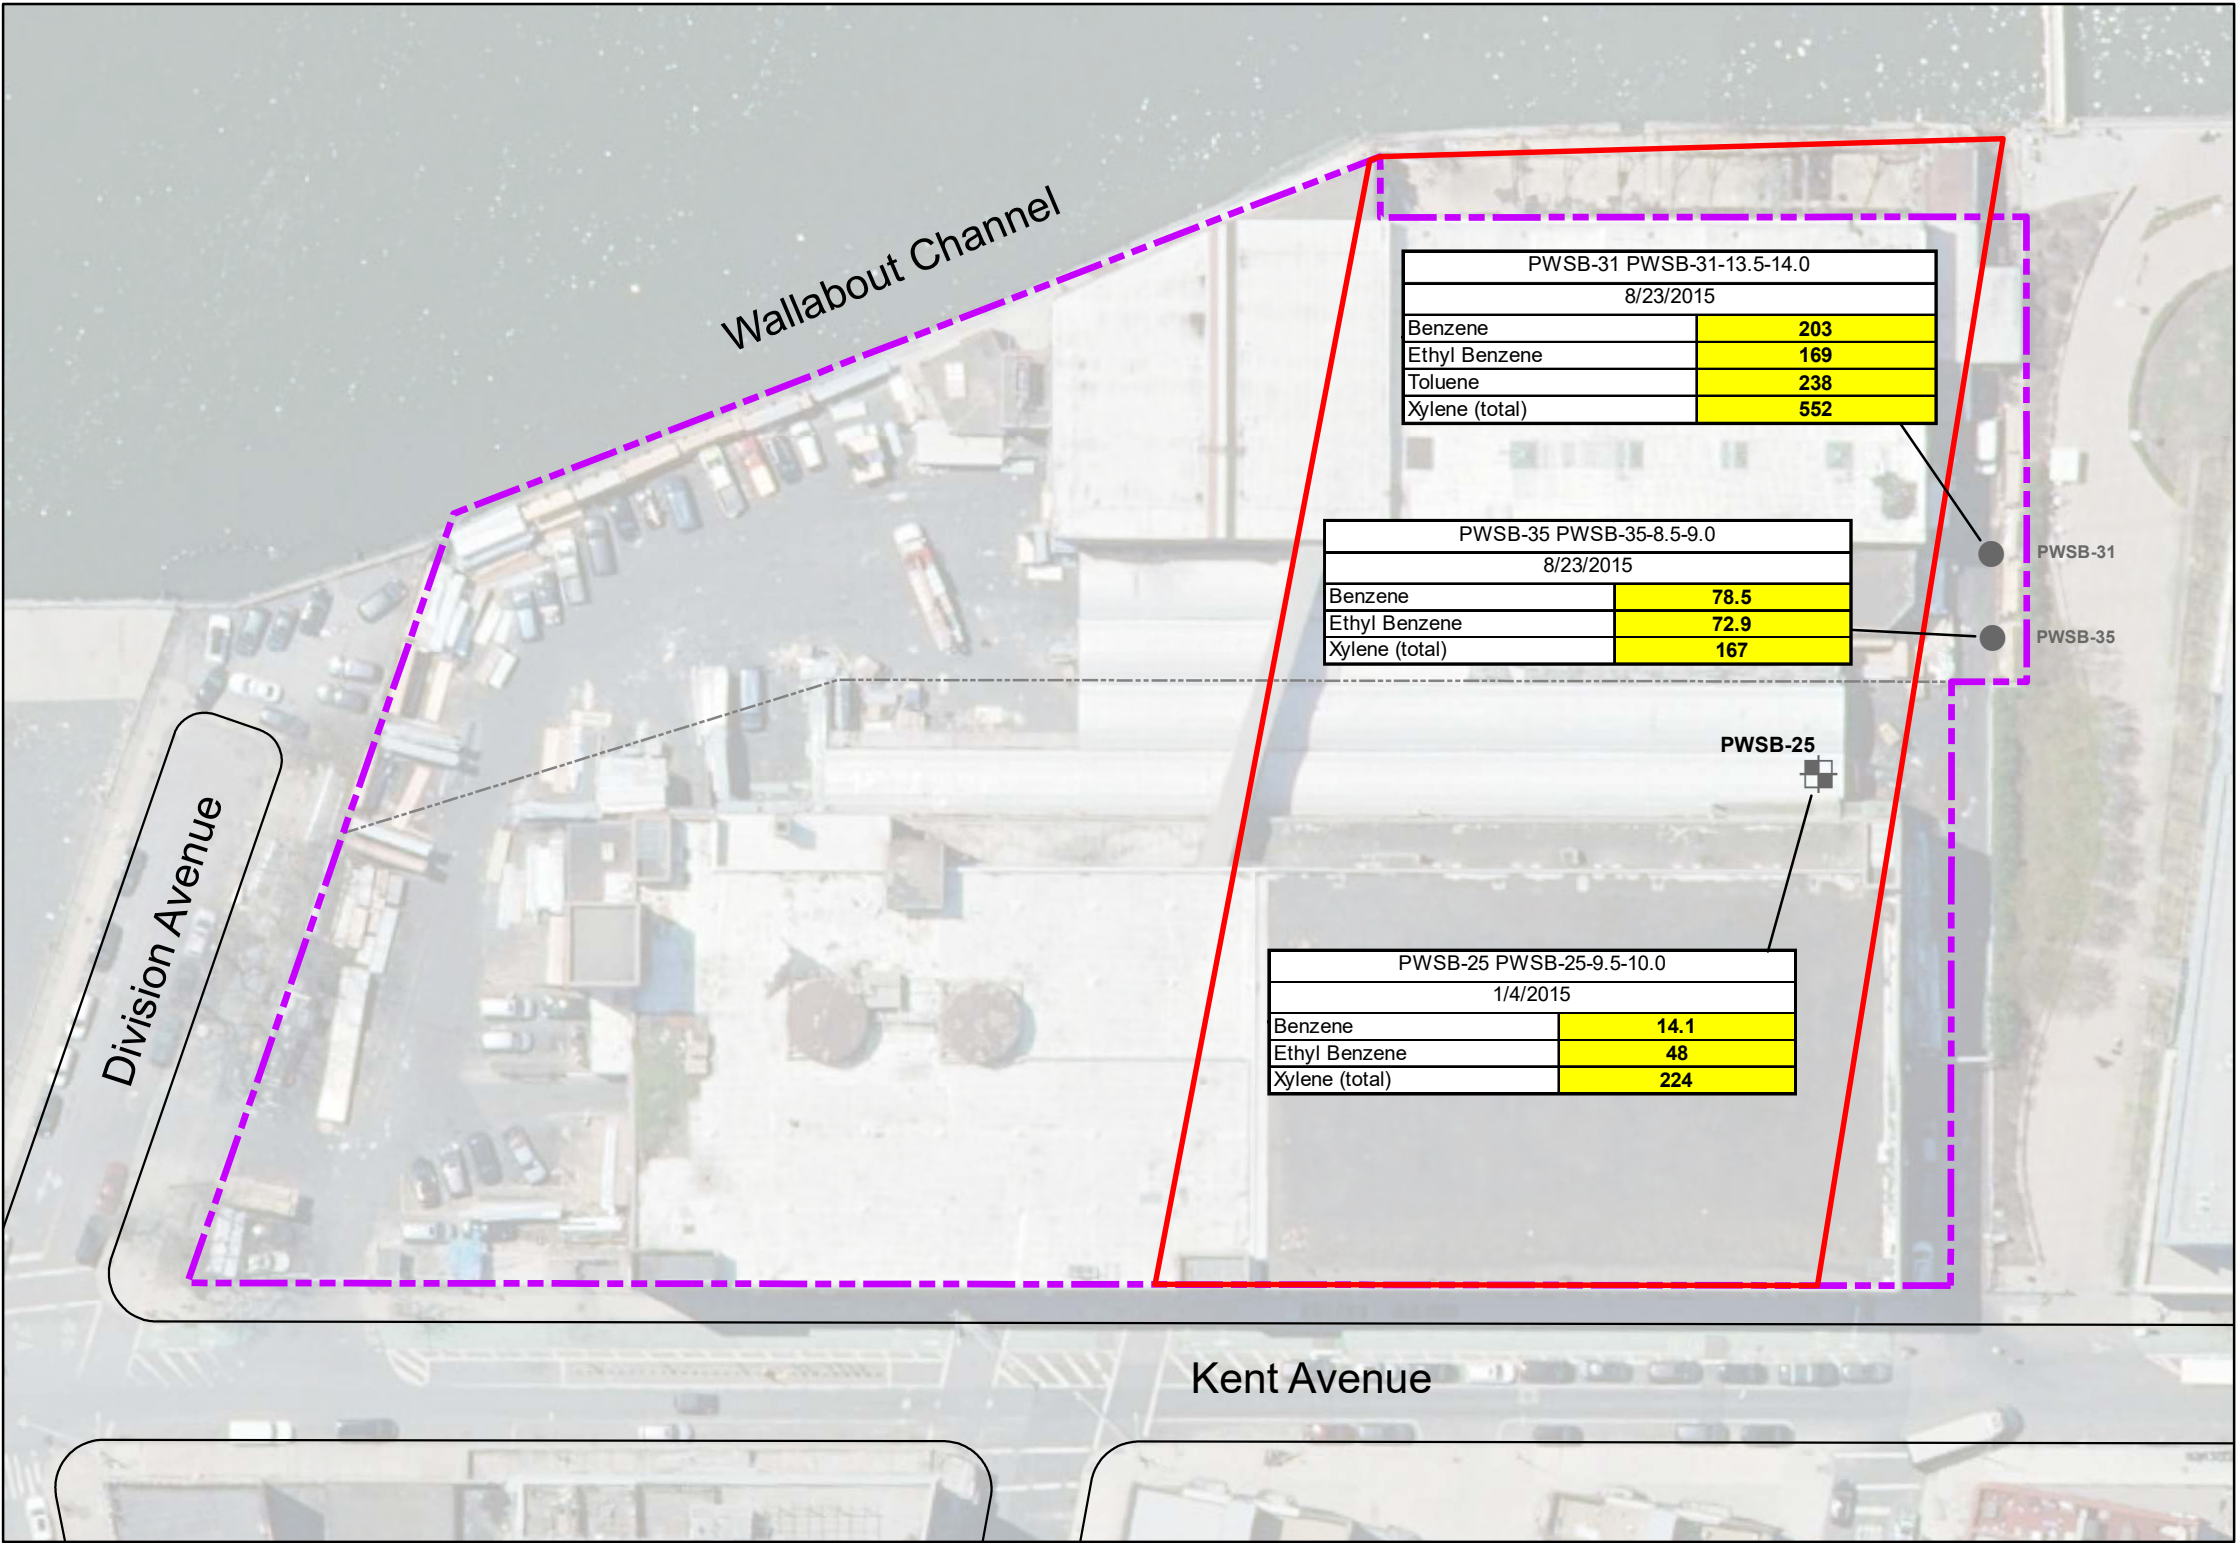 Wallabout Channel
PWSB-31 PWSB-31-13.5-14.0
8/23/2015
Benzene 203
Ethyl Benzene 169
Toluene 238
Xylene (total) 552
PWSB-31
PWSB-35 PWSB-35-8.5-9.0
8/23/2015
Benzene 78.5
Ethyl Benzene 72.9
Xylene (total) 167
PWSB-35
PWSB-25
Division Avenue
PWSB-25 PWSB-25-9.5-10.0
1/4/2015
Benzene 14.1
Ethyl Benzene 48
Xylene (total) 224
Kent Avenue